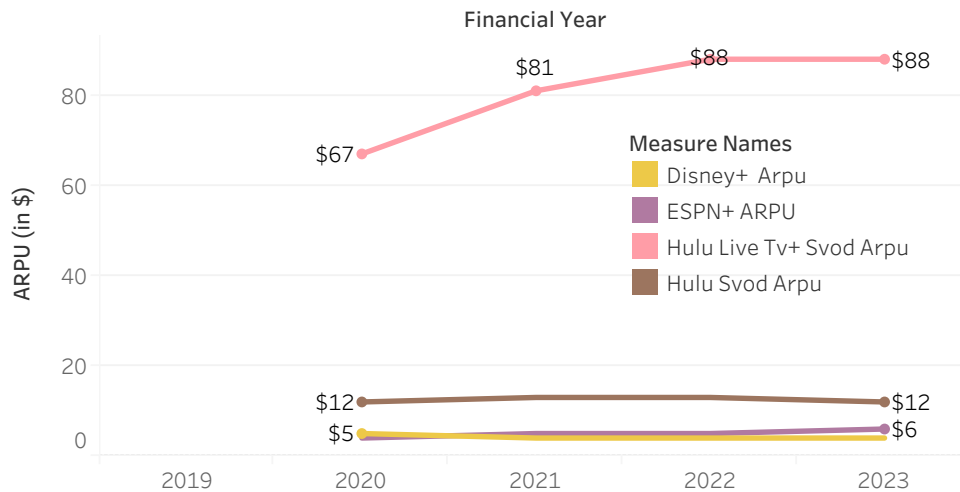 Financial Year
$81
$88
$88
80
$67
Measure Names
Disney+ Arpu
60
ESPN+ ARPU
Hulu Live Tv+ Svod Arpu
40
Hulu Svod Arpu
ARPU (in $)
20
$12
$12
$5
$6
0
2019 2020 2021 2022 2023